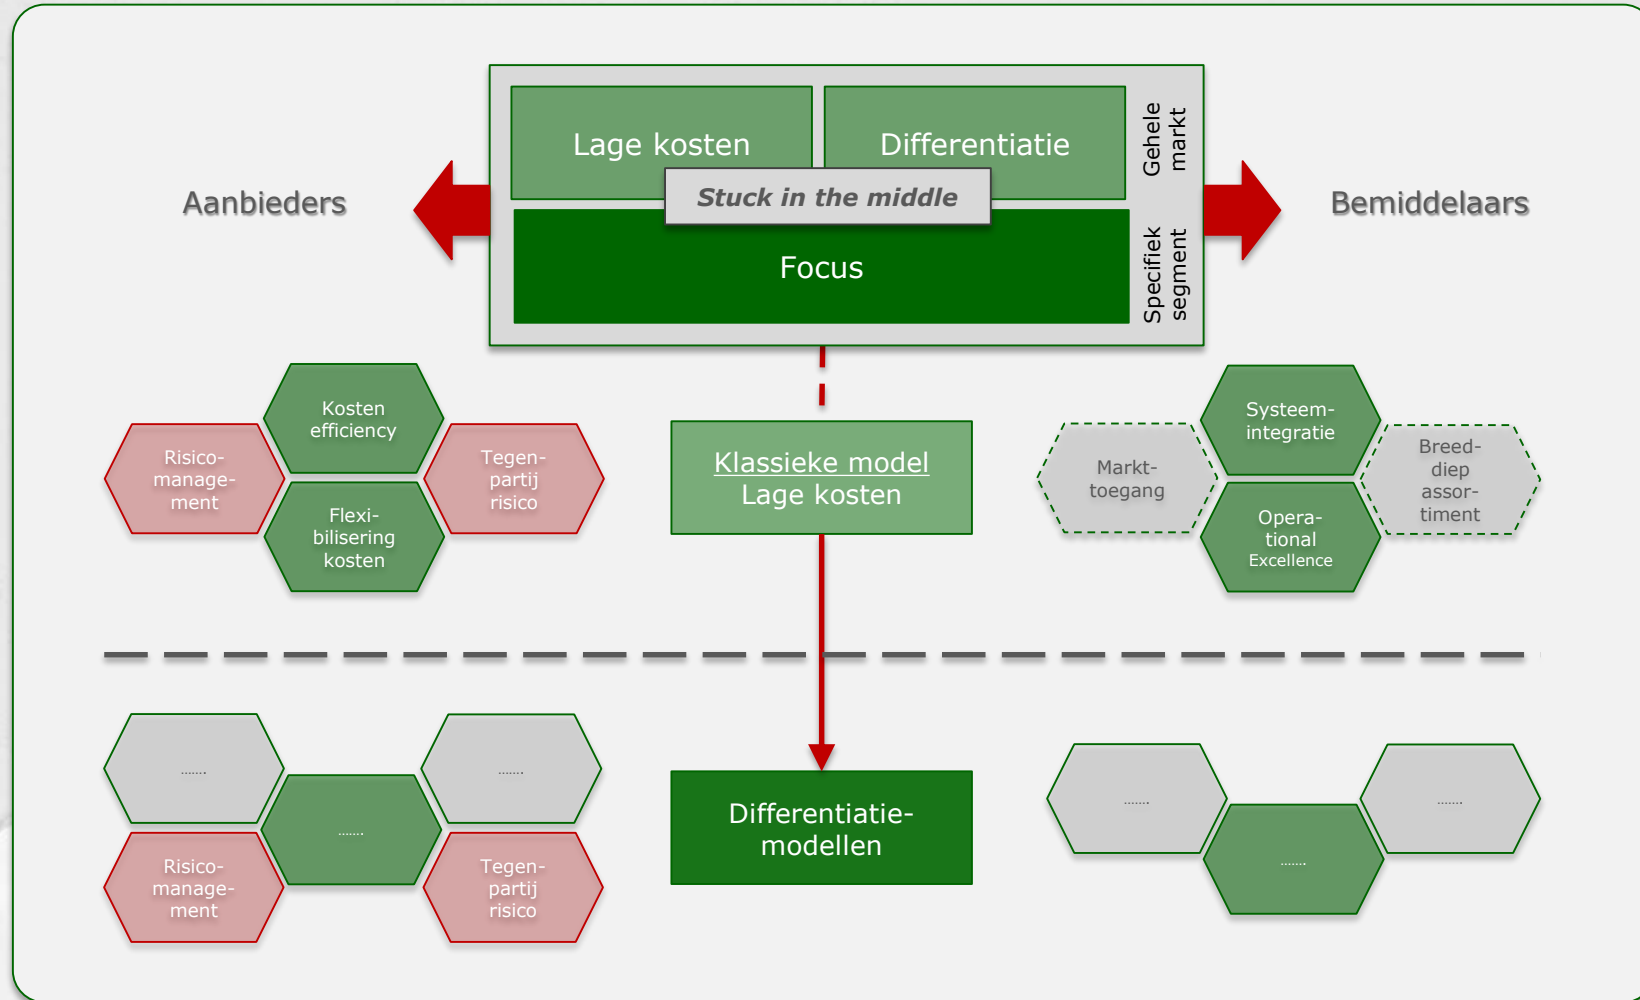 Lage kosten
Differentiatie
Gehele
markt
Stuck in the middle
Aanbieders
Bemiddelaars
Focus
Specifiek
segment
Kosten
efficiency
Risico-
manage-
ment
Tegen-
partij
risico
Flexi-
bilisering
kosten
Klassieke model
Lage kosten
Systeem-
integratie
Markt-
toegang
Breed-
diep
assor-
timent
Opera-
tional
Excellence
.......
.......
.......
Risico-
manage-
ment
Tegen-
partij
risico
Differentiatie-
modellen
.......
.......
.......